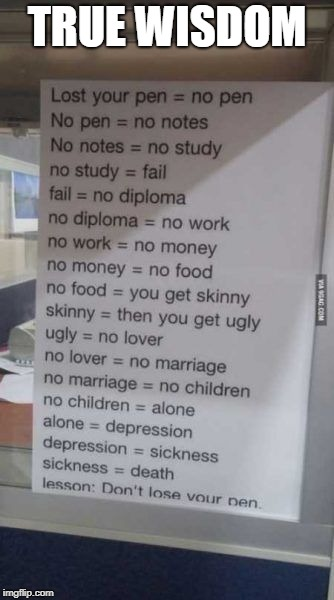 TRUE WISDOM
Lost your pen = no pen
No pen = no notes
No notes = no study
no study = fail
fail = no diploma
no diploma = no work
no work = no money
no money = no food
no food = you get skinny
skinny = then you get ugly
ugly = no lover
no lover = no marriage
no marriage = no children
no children = alone
alone = depression
depression = sickness
sickness = death
lesson: Don't lose your pen.
VIA 9GAG.COM
imgflip.com